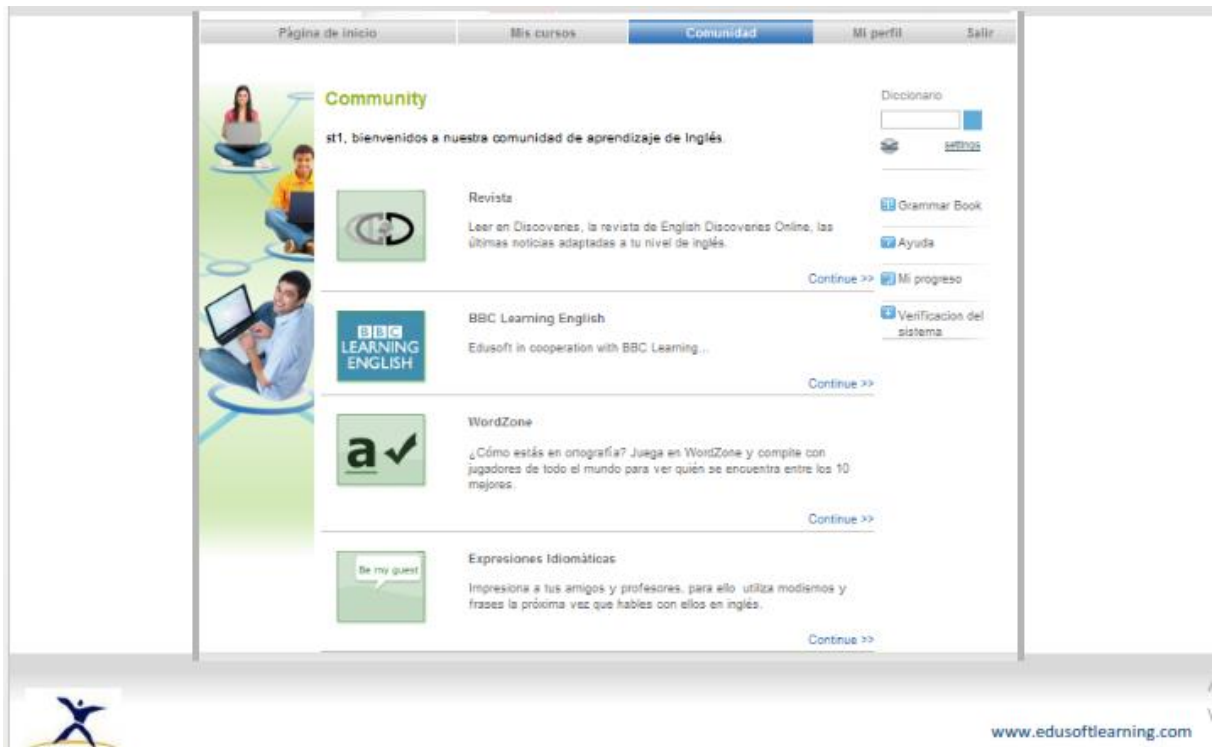 Página de inicio Mis cursos Comunidad Mi perfil Salir
Community
st1, bienvenidos a nuestra comunidad de aprendizaje de Inglés.
Revista
Leer en Discoveries, la revista de English Discoveries Online, las
últimas noticias adaptadas a tu nivel de inglés.
Continue >>
BBC
LEARNING
ENGLISH
BBC Learning English
Edusoft in cooperation with BBC Learning...
Continue >>
a
WordZone
¿Cómo estás en ortografía? Juega en WordZone y compite con
jugadores de todo el mundo para ver quién se encuentra entre los 10
mejores.
Continue >>
Be my guest
Expresiones Idiomáticas
Impresiona a tus amigos y profesores, para ello utiliza modismos y
frases la próxima vez que hables con ellos en inglés.
Continue >>
Diccionario
settings
Grammar Book
Ayuda
Mi progreso
Verificacion del
sistema
www.edusoftlearning.com